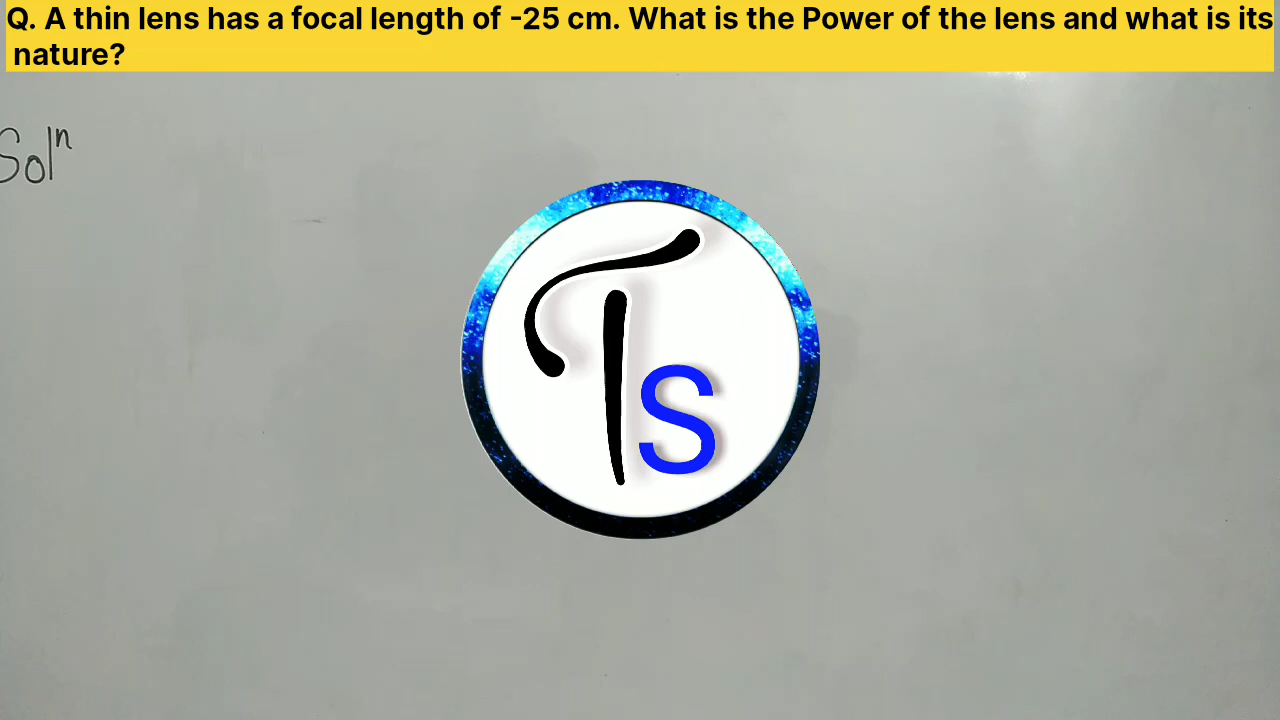 Q. A thin lens has a focal length of -25 cm. What is the Power of the lens and what is its
nature?
Solⁿ
Ts